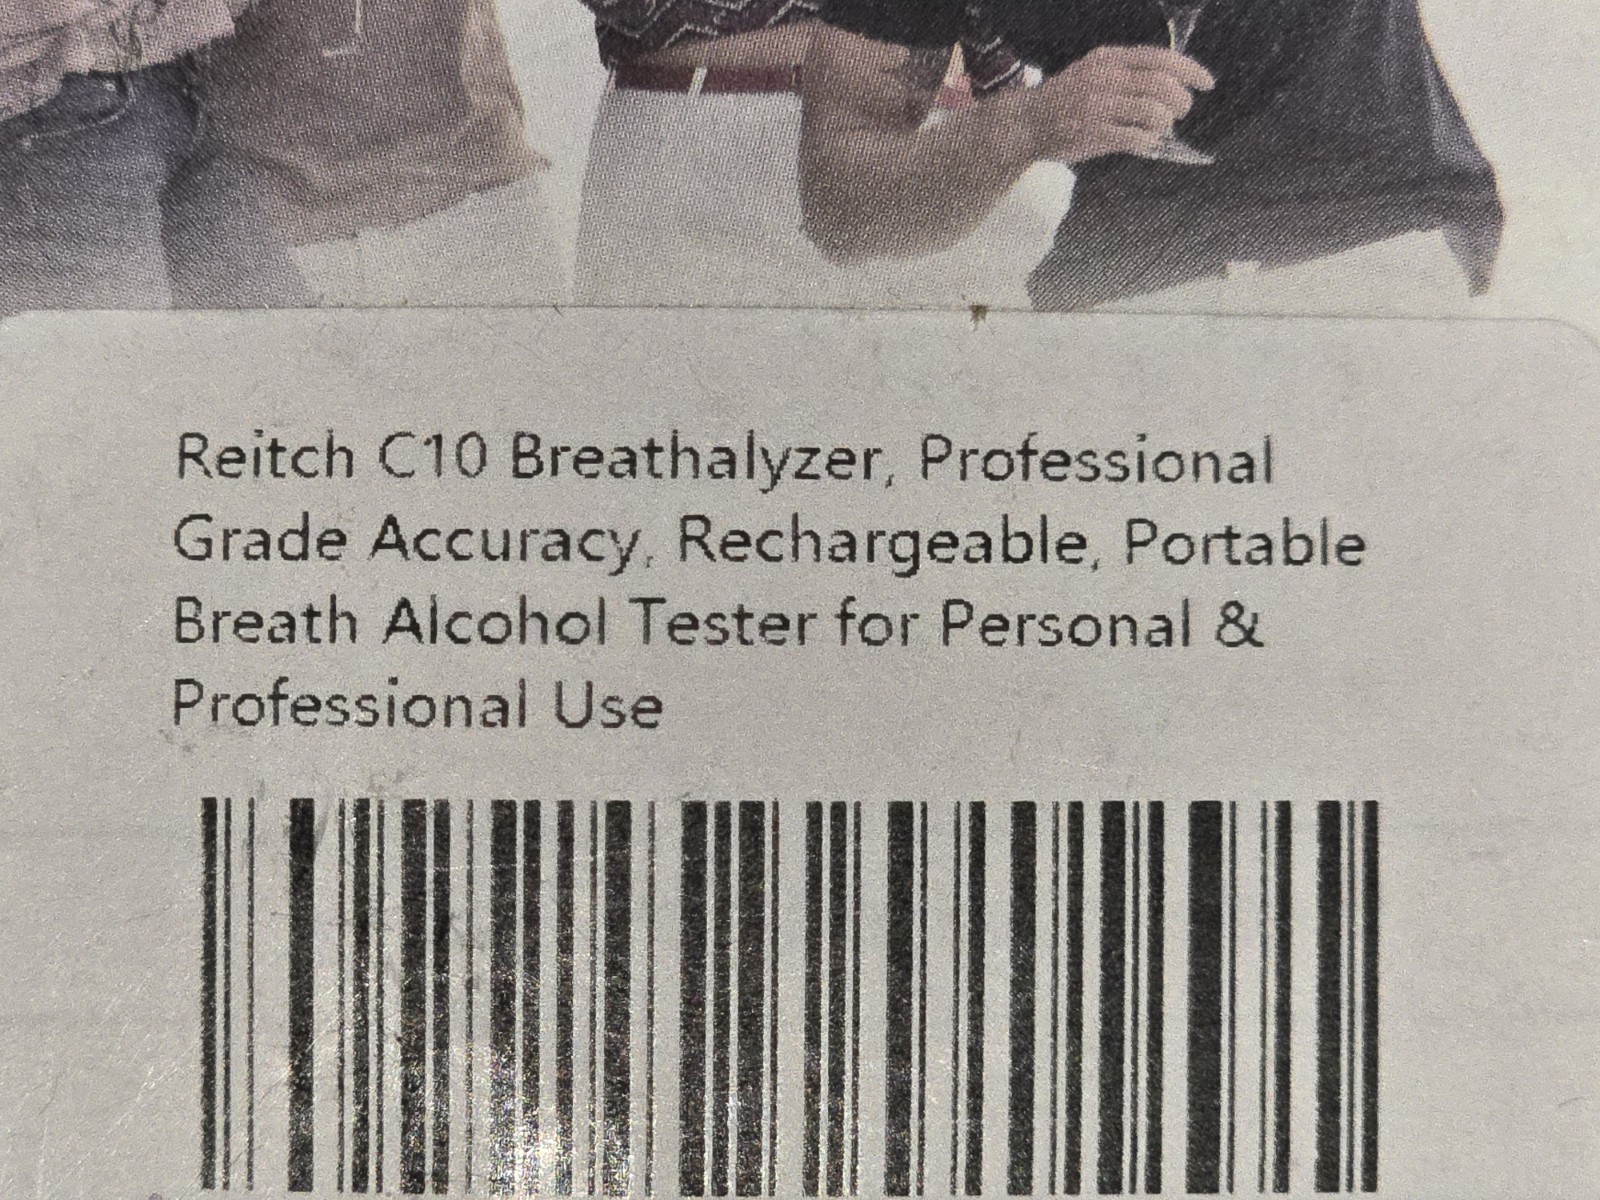 Reitch C10 Breathalyzer, Professional
Grade Accuracy, Rechargeable, Portable
Breath Alcohol Tester for Personal &
Professional Use